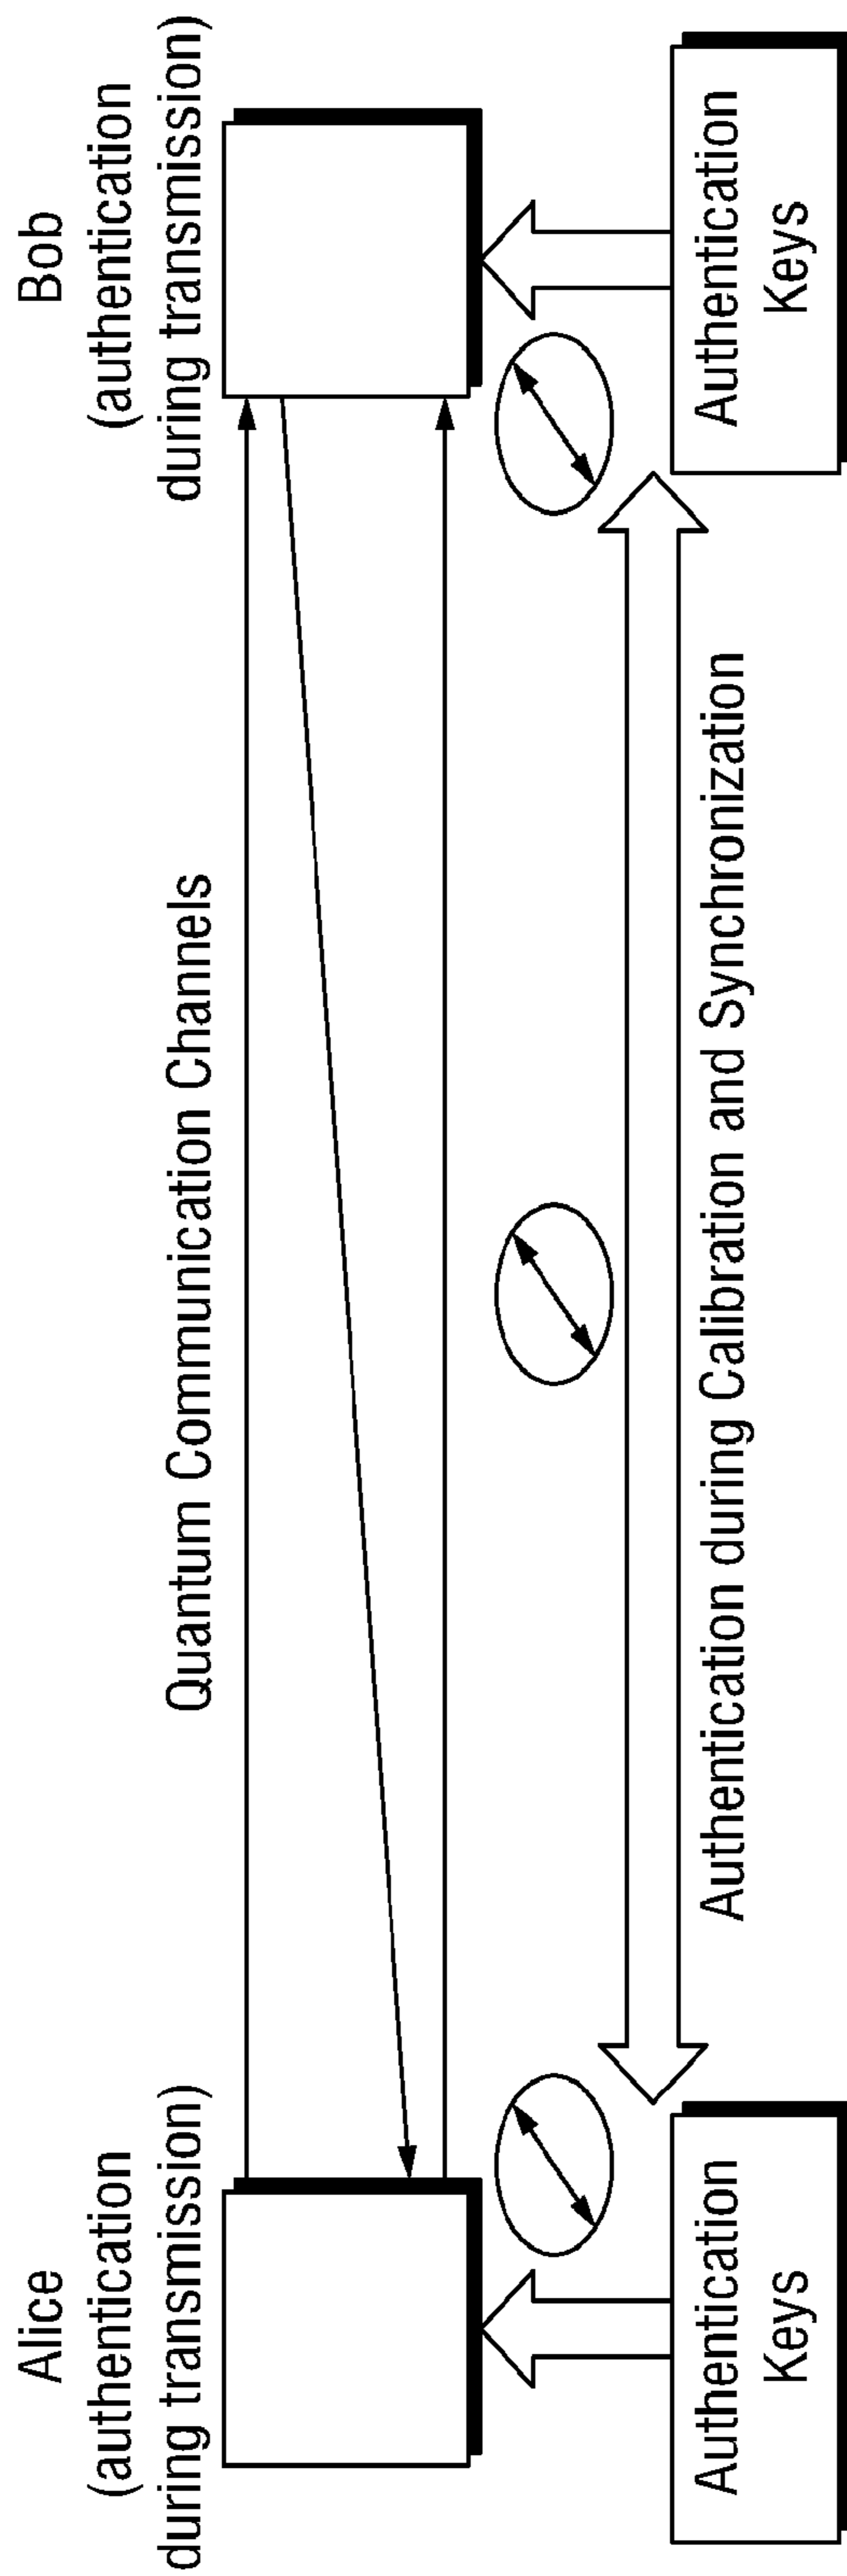 Alice
(authentication
during transmission)
Quantum Communication Channels
Bob
(authentication
during transmission)
Authentication
Keys
Authentication during Calibration and Synchronization
Authentication
Keys